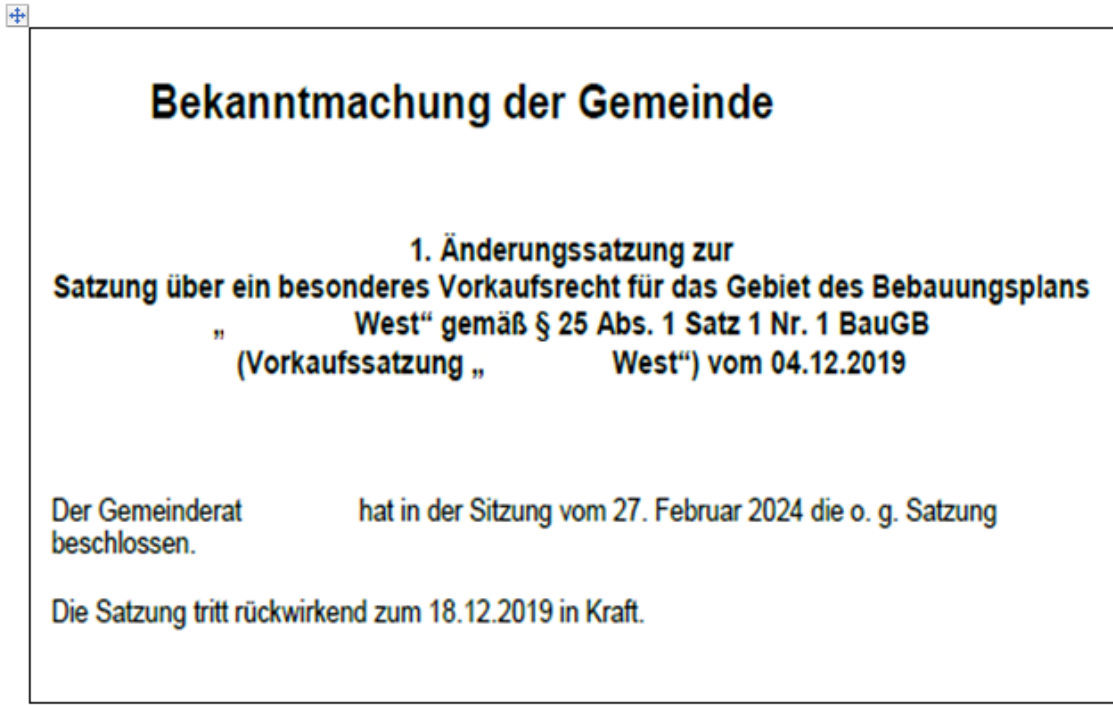 Bekanntmachung der Gemeinde
1. Änderungssatzung zur
Satzung über ein besonderes Vorkaufsrecht für das Gebiet des Bebauungsplans
„ West“ gemäß § 25 Abs. 1 Satz 1 Nr. 1 BauGB
(Vorkaufssatzung „ West“) vom 04.12.2019
Der Gemeinderat hat in der Sitzung vom 27. Februar 2024 die o. g. Satzung
beschlossen.
Die Satzung tritt rückwirkend zum 18.12.2019 in Kraft.